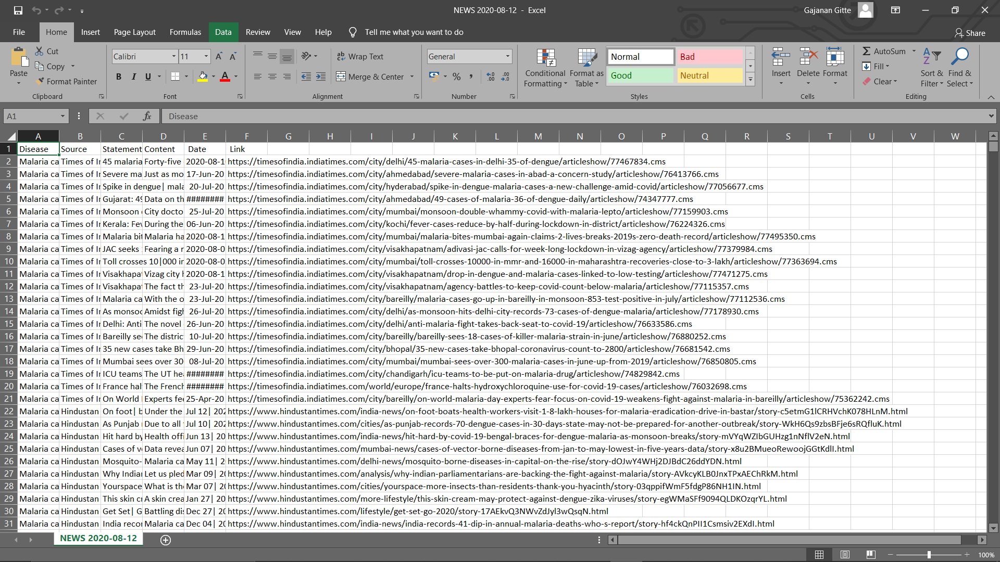 NEWS 2020-08-12 - Excel
Gajanan Gitte
File Home Insert Page Layout Formulas Data Review View Help Tell me what you want to do Share
Paste Cut Copy Format Painter Clipboard
Calibri 11 B I U Font
Wrap Text Merge & Center Alignment
General % Number
Conditional Formatting Format as Table Normal Bad Good Neutral Styles
Insert Delete Format Cells
AutoSum Fill Clear Sort & Filter Find & Select Editing
A1 fx Disease
A B C D E F G H I J K L M N O P Q R S T U V W
1 Disease Source Statement Content Date Link
2 Malaria ca Times of Ir 45 malaria Forty-five 2020-08-1 https://timesofindia.indiatimes.com/city/delhi/45-malaria-cases-in-delhi-35-of-dengue/articleshow/77467834.cms
3 Malaria ca Times of Ir Severe ma Just as mo 17-Jun-20 https://timesofindia.indiatimes.com/city/ahmedabad/severe-malaria-cases-in-abad-a-concern-study/articleshow/76413766.cms
4 Malaria ca Times of Ir Spike in dengue| mala 20-Jul-20 https://timesofindia.indiatimes.com/city/hyderabad/spike-in-dengue-malaria-cases-a-new-challenge-amid-covid/articleshow/77056677.cms
5 Malaria ca Times of Ir Gujarat: 49 Data on th ######## https://timesofindia.indiatimes.com/city/ahmedabad/49-cases-of-malaria-36-of-dengue-daily/articleshow/74347777.cms
6 Malaria ca Times of Ir Monsoon City docto 25-Jul-20 https://timesofindia.indiatimes.com/city/mumbai/monsoon-double-whammy-covid-with-malaria-lepto/articleshow/77159903.cms
7 Malaria ca Times of Ir Kerala: Fev During the 06-Jun-20 https://timesofindia.indiatimes.com/city/kochi/fever-cases-reduce-by-half-during-lockdown-in-district/articleshow/76224326.cms
8 Malaria ca Times of Ir Malaria bit Malaria ha 2020-08-1 https://timesofindia.indiatimes.com/city/mumbai/malaria-bites-mumbai-again-claims-2-lives-breaks-2019s-zero-death-record/articleshow/77495350.cms
9 Malaria ca Times of Ir JAC seeks Fearing a r 2020-08-0 https://timesofindia.indiatimes.com/city/visakhapatnam/adivasi-jac-calls-for-week-long-lockdown-in-vizag-agency/articleshow/77379984.cms
10 Malaria ca Times of Ir Toll crosses 10|000 in 2020-08-0 https://timesofindia.indiatimes.com/city/mumbai/toll-crosses-10000-in-mmr-and-16000-in-maharashtra-recoveries-close-to-3-lakh/articleshow/77363694.cms
11 Malaria ca Times of Ir Visakhapat Vizag city h 2020-08-1 https://timesofindia.indiatimes.com/city/visakhapatnam/drop-in-dengue-and-malaria-cases-linked-to-low-testing/articleshow/77471275.cms
12 Malaria ca Times of Ir Visakhapat The fact th 23-Jul-20 https://timesofindia.indiatimes.com/city/visakhapatnam/agency-battles-to-keep-covid-count-below-malaria/articleshow/77115357.cms
13 Malaria ca Times of Ir Malaria ca With the o 23-Jul-20 https://timesofindia.indiatimes.com/city/bareilly/malaria-cases-go-up-in-bareilly-in-monsoon-853-test-positive-in-july/articleshow/77112536.cms
14 Malaria ca Times of Ir As monsoo Amidst figh 26-Jul-20 https://timesofindia.indiatimes.com/city/delhi/as-monsoon-hits-delhi-city-records-73-cases-of-dengue-malaria/articleshow/77178930.cms
15 Malaria ca Times of Ir Delhi: Anti The novel 26-Jun-20 https://timesofindia.indiatimes.com/city/delhi/anti-malaria-fight-takes-back-seat-to-covid-19/articleshow/76633586.cms
16 Malaria ca Times of Ir Bareilly see The district 10-Jul-20 https://timesofindia.indiatimes.com/city/bareilly/bareilly-sees-18-cases-of-killer-malaria-strain-in-june/articleshow/76880252.cms
17 Malaria ca Times of Ir 35 new cases take Bh 29-Jun-20 https://timesofindia.indiatimes.com/city/bhopal/35-new-cases-take-bhopal-coronavirus-count-to-2800/articleshow/76681542.cms
18 Malaria ca Times of Ir Mumbai sees over 30 08-Jul-20 https://timesofindia.indiatimes.com/city/mumbai/mumbai-sees-over-300-malaria-cases-in-june-up-from-2019/articleshow/76850805.cms
19 Malaria ca Times of Ir ICU teams The UT hea ######## https://timesofindia.indiatimes.com/city/chandigarh/icu-teams-to-be-put-on-malaria-drug/articleshow/74829842.cms
20 Malaria ca Times of Ir France hal The French ######## https://timesofindia.indiatimes.com/world/europe/france-halts-hydroxychloroquine-use-for-covid-19-cases/articleshow/76032698.cms
21 Malaria ca Times of Ir On World Experts fee 25-Apr-20 https://timesofindia.indiatimes.com/city/bareilly/on-world-malaria-day-experts-fear-focus-on-covid-19-weakens-fight-against-malaria-in-bareilly/articleshow/75362242.cms
22 Malaria ca Hindustan On foot| b Under the Jul 12| 202 https://www.hindustantimes.com/india-news/on-foot-boats-health-workers-visit-1-8-lakh-houses-for-malaria-eradication-drive-in-bastar/story-c5etmG1lCRHVchK078HLnM.html
23 Malaria ca Hindustan As Punjab Due to all Jul 10| 202 https://www.hindustantimes.com/cities/as-punjab-records-70-dengue-cases-in-30-days-state-may-not-be-prepared-for-another-outbreak/story-WkH6Qs9zbsBFje6sRQfluK.html
24 Malaria ca Hindustan Hit hard by Health offi Jun 13| 20 https://www.hindustantimes.com/india-news/hit-hard-by-covid-19-bengal-braces-for-dengue-malaria-as-monsoon-breaks/story-mVYqWZIbGUHzg1nNflV2eN.html
25 Malaria ca Hindustan Cases of ve Data revea Jun 07| 20 https://www.hindustantimes.com/mumbai-news/cases-of-vector-borne-diseases-from-jan-to-may-lowest-in-five-years-data/story-x8u2BMueoRewoojGGtKdlI.html
26 Malaria ca Hindustan Mosquito- Malaria ca May 11| 2 https://www.hindustantimes.com/delhi-news/mosquito-borne-diseases-in-capital-on-the-rise/story-dOJwY4WHj2DJBdC26ddYDN.html
27 Malaria ca Hindustan Why Indian Let us pled Mar 09| 20 https://www.hindustantimes.com/analysis/why-indian-parliamentarians-are-backing-the-fight-against-malaria/story-AVkcyKLB0JnxTPxAEChRkM.html
28 Malaria ca Hindustan Yourspace What is the Mar 07| 20 https://www.hindustantimes.com/cities/yourspace-more-insects-than-residents-thank-you-hyacinth/story-03qppifWmF5fdgP86NH1IN.html
29 Malaria ca Hindustan This skin cr A skin crea Jan 27| 20 https://www.hindustantimes.com/more-lifestyle/this-skin-cream-may-protect-against-dengue-zika-viruses/story-egWMaSFf9094QLDKOzqrYL.html
30 Malaria ca Hindustan Get Set| G Battling dis Dec 27| 20 https://www.hindustantimes.com/lifestyle/get-set-go-2020/story-17AEkvQ3NWvZdJyl3wQsqN.html
31 Malaria ca Hindustan India recor Malaria ca Dec 04| 20 https://www.hindustantimes.com/india-news/india-records-41-dip-in-annual-malaria-deaths-who-s-report/story-hf4ckQnPII1Csmsiv2EXdI.html
NEWS 2020-08-12
100%